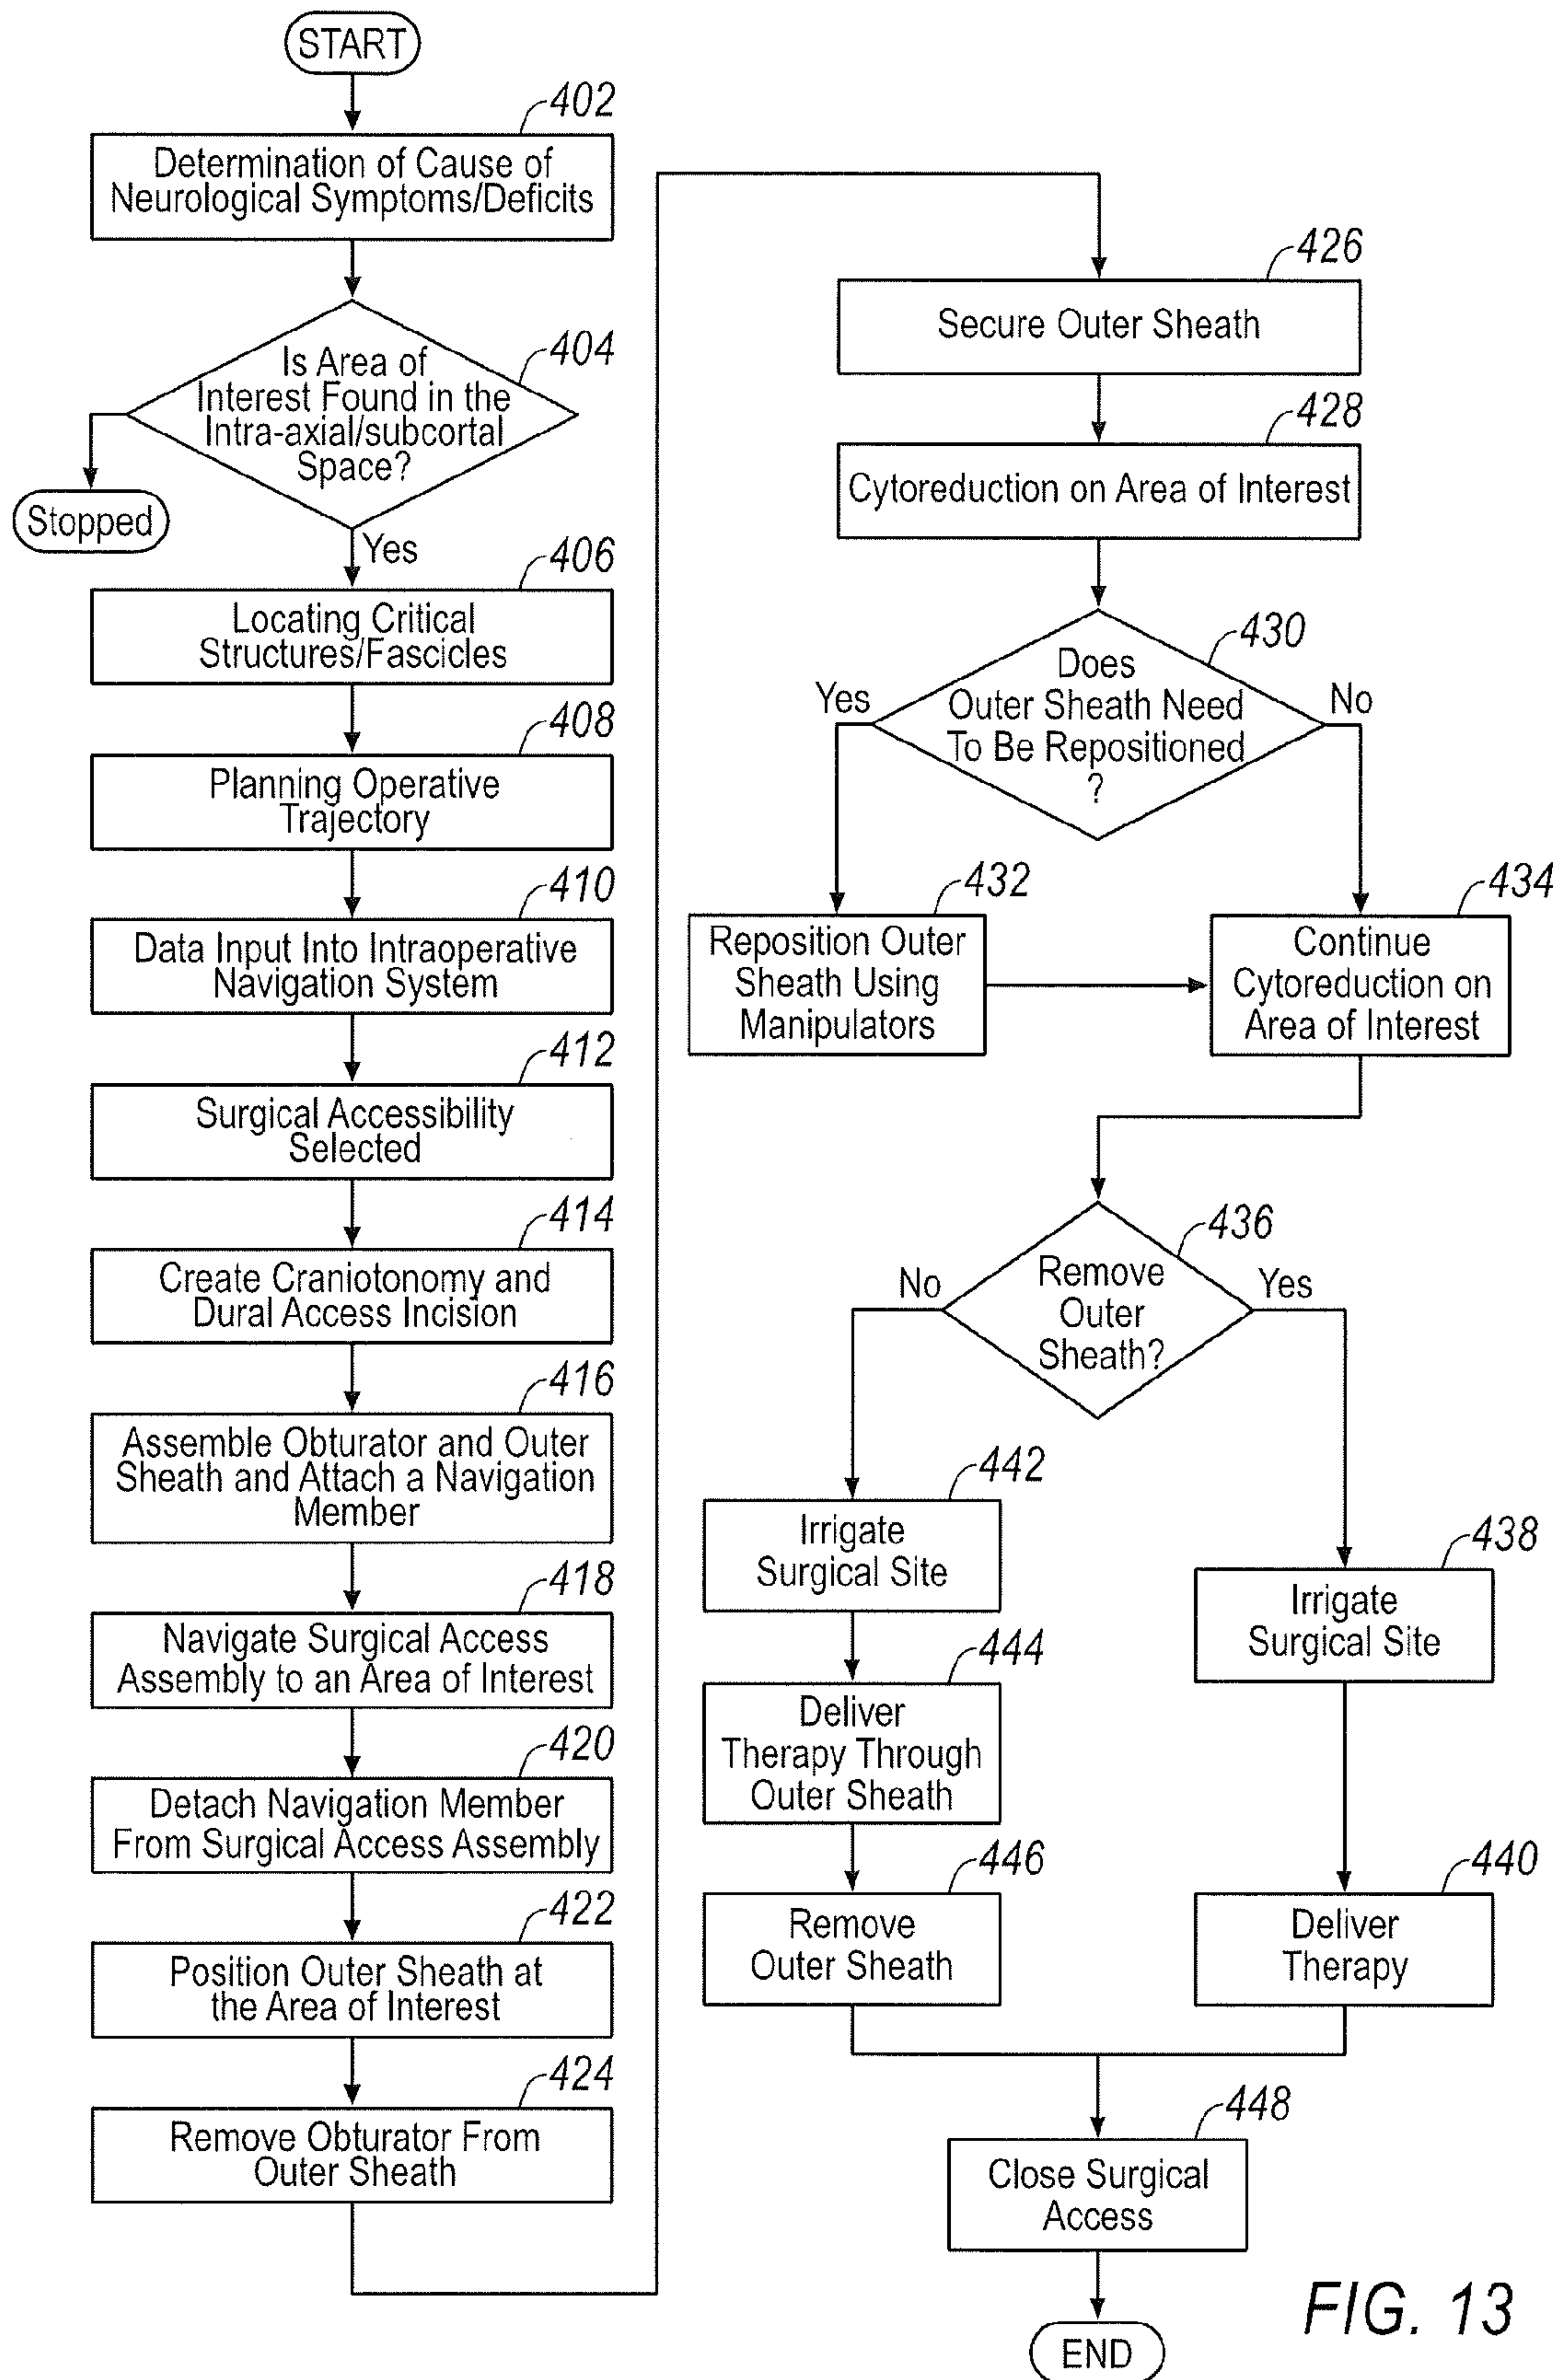 START
402
Determination of Cause of
Neurological Symptoms/Deficits
404
Is Area of
Interest Found in the
Intra-axial/subcortal
Space?
Stopped
Yes
406
Locating Critical
Structures/Fascicles
408
Planning Operative
Trajectory
410
Data Input Into Intraoperative
Navigation System
412
Surgical Accessibility
Selected
414
Create Craniotonomy and
Dural Access Incision
416
Assemble Obturator and Outer
Sheath and Attach a Navigation
Member
418
Navigate Surgical Access
Assembly to an Area of Interest
420
Detach Navigation Member
From Surgical Access Assembly
422
Position Outer Sheath at
the Area of Interest
424
Remove Obturator From
Outer Sheath
426
Secure Outer Sheath
428
Cytoreduction on Area of Interest
430
Does
Outer Sheath Need
To Be Repositioned
?
Yes
No
432
Reposition Outer
Sheath Using
Manipulators
434
Continue
Cytoreduction on
Area of Interest
436
Remove
Outer
Sheath?
No
Yes
442
Irrigate
Surgical Site
444
Deliver
Therapy Through
Outer Sheath
446
Remove
Outer Sheath
438
Irrigate
Surgical Site
440
Deliver
Therapy
448
Close Surgical
Access
END
FIG. 13